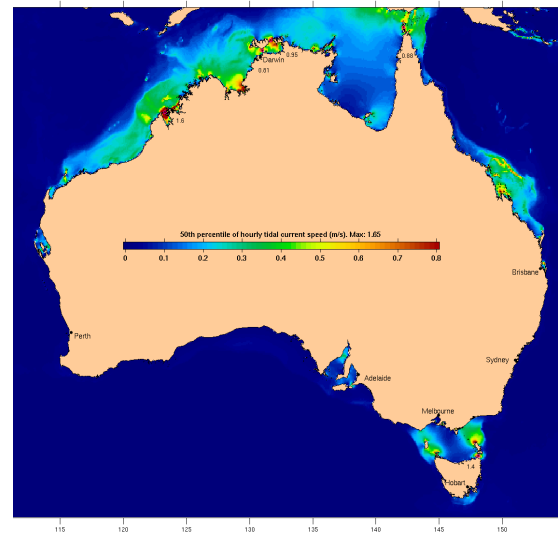 0.95
Darwin
0.81
0.88
1.6
50th percentile of hourly tidal current speed (m/s). Max: 1.65
0 0.1 0.2 0.3 0.4 0.5 0.6 0.7 0.8
Brisbane
Perth
Sydney
Adelaide
Melbourne
1.4
Hobart
115 120 125 130 135 140 145 150